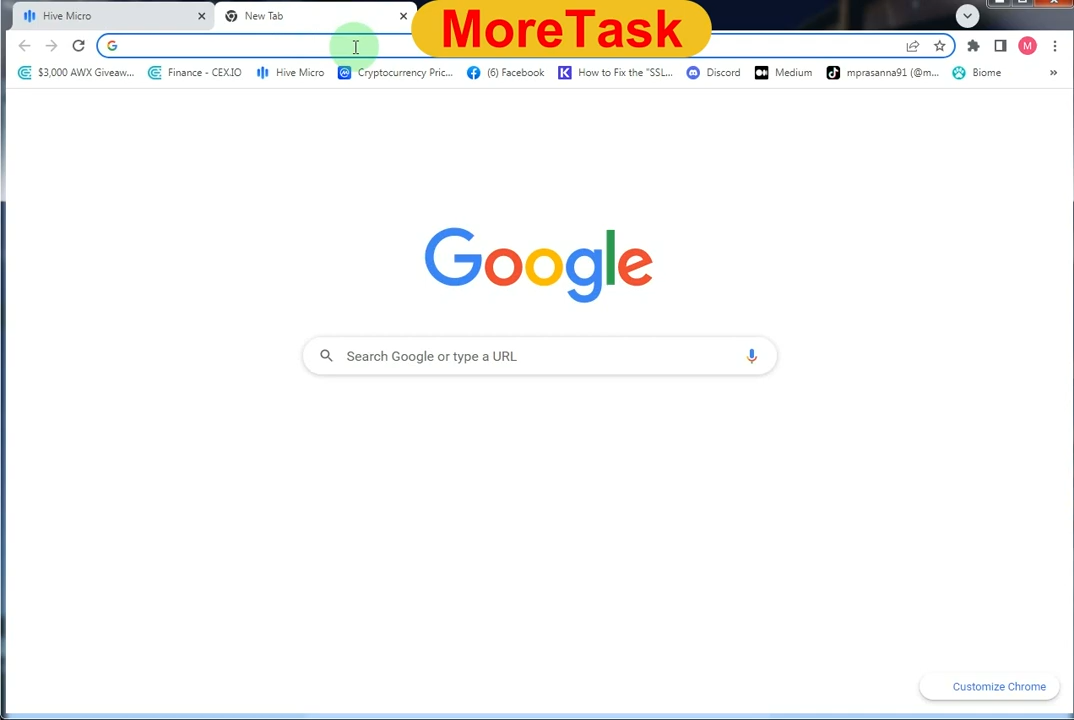 Hive Micro
New Tab
MoreTask
$3,000 AWX Giveaw...
Finance - CEX.IO
Hive Micro
Cryptocurrency Pric...
(6) Facebook
How to Fix the "SSL...
Discord
Medium
mprasanna91 (@m...
Biome
»
M
Google
Search Google or type a URL
Customize Chrome